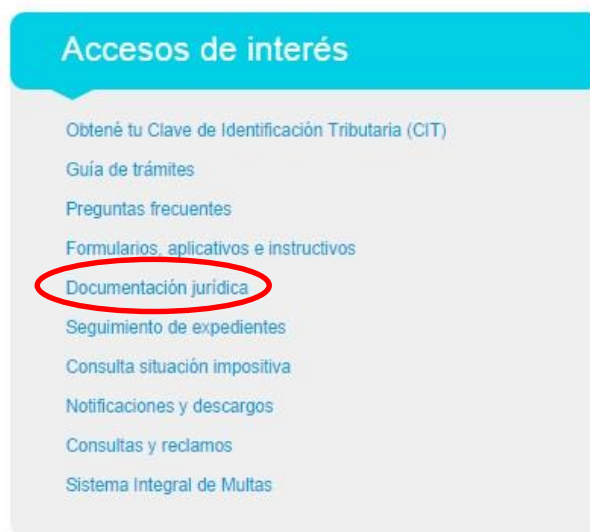 Accesos de interés
Obtené tu Clave de Identificación Tributaria (CIT)
Guía de trámites
Preguntas frecuentes
Formularios, aplicativos e instructivos
Documentación jurídica
Seguimiento de expedientes
Consulta situación impositiva
Notificaciones y descargos
Consultas y reclamos
Sistema Integral de Multas